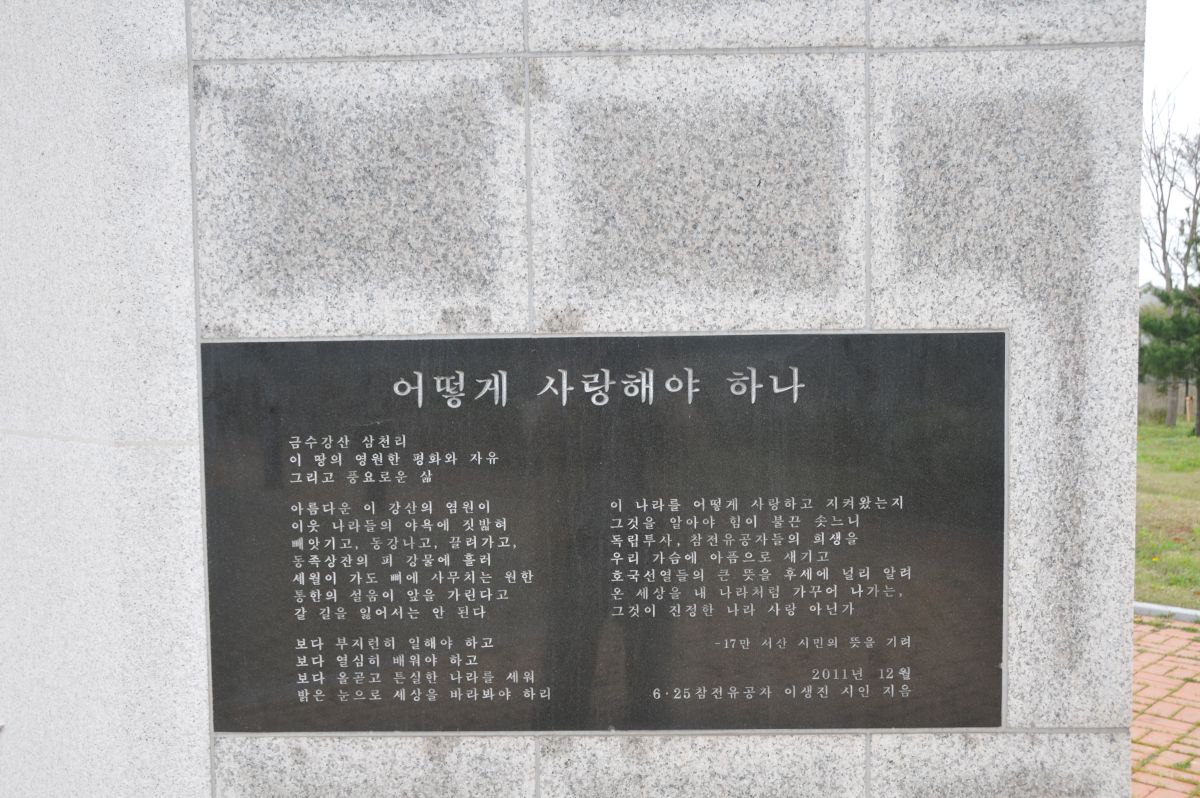 어떻게 사랑해야 하나
금수강산 삼천리
이 땅의 영원한 평화와 자유
그리고 풍요로운 삶
아름다운 이 강산의 염원이
이웃 나라들의 야욕에 짓밟혀
빼앗기고, 동강나고, 끌려가고,
동족상잔의 피 강물에 흘러
세월이 가도 뼈에 사무치는 원한
통한의 설움이 앞을 가린다고
갈 길을 잃어서는 안 된다
보다 부지런히 일해야 하고
보다 열심히 배워야 하고
보다 올곧고 튼실한 나라를 세워
밝은 눈으로 세상을 바라봐야 하리
이 나라를 어떻게 사랑하고 지켜왔는지
그것을 알아야 힘이 불끈 솟느니
독립투사, 참전유공자들의 희생을
우리 가슴에 아픔으로 새기고
호국선열들의 큰 뜻을 후세에 널리 알려
온 세상을 내 나라처럼 가꾸어 나가는,
그것이 진정한 나라 사랑 아닌가
-17만 서산 시민의 뜻을 기려
2011년 12월
6·25참전유공자 이생진 시인 지음